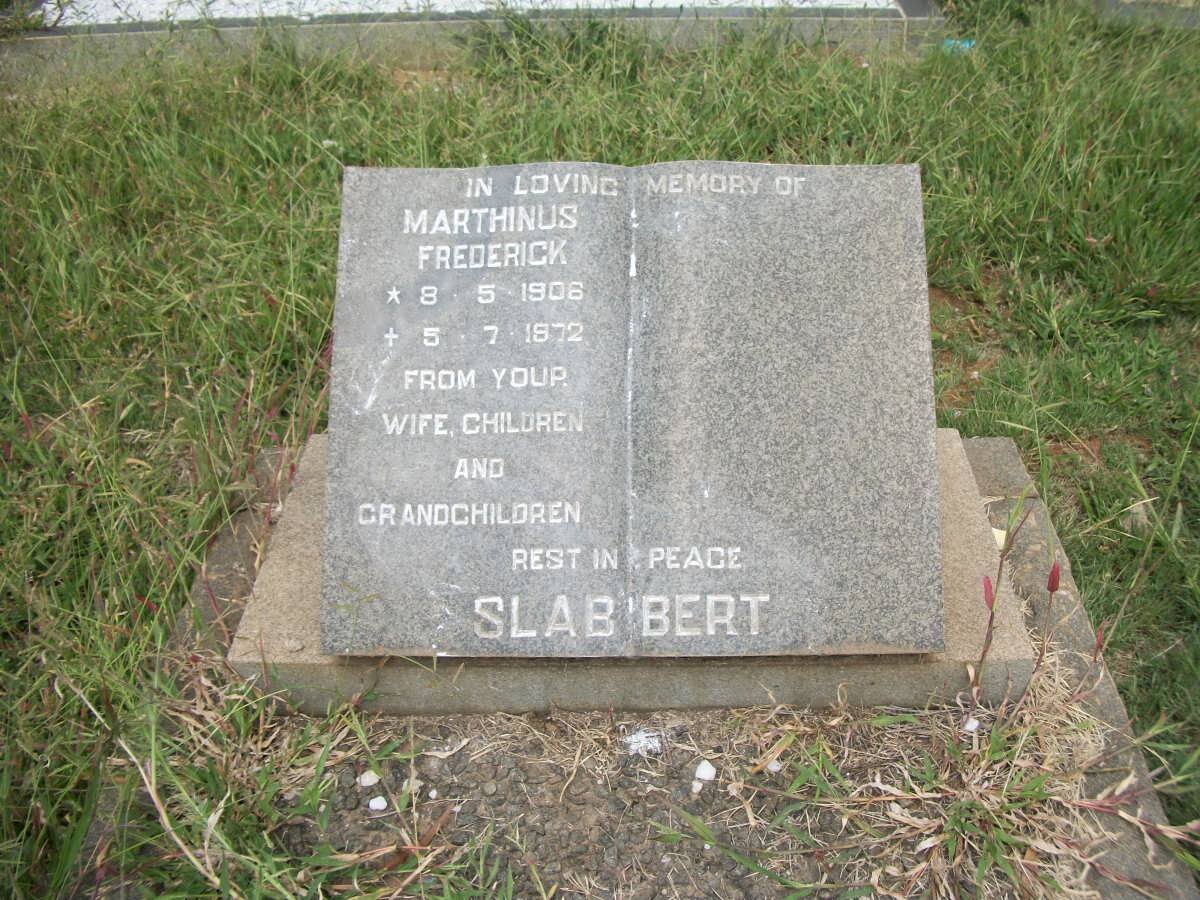 IN LOVING MEMORY OF
MARTHINUS
FREDERICK
★ 8 · 5 · 1906
✝ 5 · 7 · 1972
FROM YOUR
WIFE, CHILDREN
AND
GRANDCHILDREN
REST IN PEACE
SLABBERT